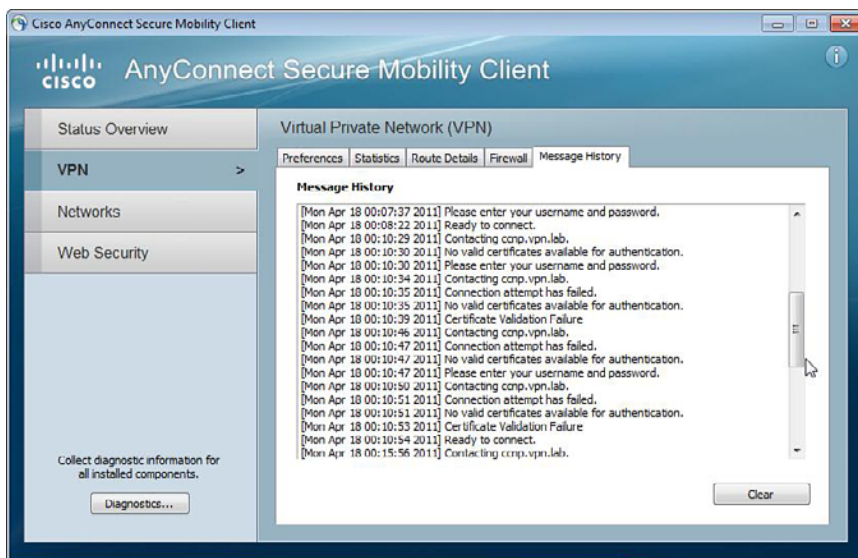 Cisco AnyConnect Secure Mobility Client
CISCO AnyConnect Secure Mobility Client
Status Overview
VPN >
Networks
Web Security
Collect diagnostic information for
all installed components.
Diagnostics...
Virtual Private Network (VPN)
Preferences Statistics Route Details Firewall Message History
Message History
[Mon Apr 18 00:07:37 2011] Please enter your username and password.
[Mon Apr 18 00:08:22 2011] Ready to connect.
[Mon Apr 18 00:10:29 2011] Contacting ccnp.vpn.lab.
[Mon Apr 18 00:10:30 2011] No valid certificates available for authentication.
[Mon Apr 18 00:10:30 2011] Please enter your username and password.
[Mon Apr 18 00:10:34 2011] Contacting ccnp.vpn.lab.
[Mon Apr 18 00:10:35 2011] Connection attempt has failed.
[Mon Apr 18 00:10:35 2011] No valid certificates available for authentication.
[Mon Apr 18 00:10:39 2011] Certificate Validation Failure
[Mon Apr 18 00:10:46 2011] Contacting ccnp.vpn.lab.
[Mon Apr 18 00:10:47 2011] Connection attempt has failed.
[Mon Apr 18 00:10:47 2011] No valid certificates available for authentication.
[Mon Apr 18 00:10:47 2011] Please enter your username and password.
[Mon Apr 18 00:10:50 2011] Contacting ccnp.vpn.lab.
[Mon Apr 18 00:10:51 2011] Connection attempt has failed.
[Mon Apr 18 00:10:51 2011] No valid certificates available for authentication.
[Mon Apr 18 00:10:53 2011] Certificate Validation Failure
[Mon Apr 18 00:10:54 2011] Ready to connect.
[Mon Apr 18 00:15:56 2011] Contacting ccnp.vpn.lab.
Clear